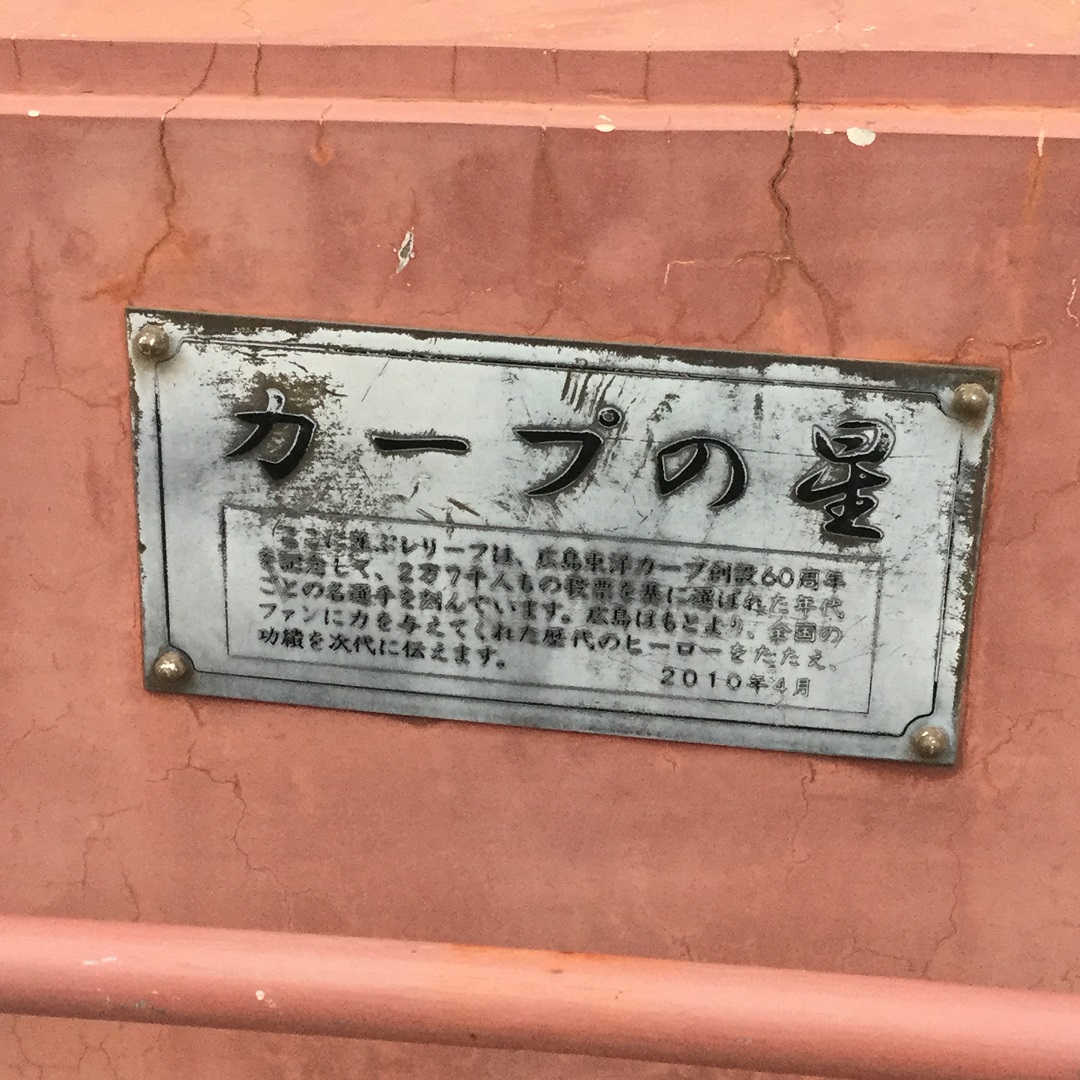 カープの星
ここに並ぶレリーフは、広島東洋カープ創設60周年
を記念して、2万7千人もの投票を基に選ばれた年代
ごとの名選手を刻んでいます。広島はもとより、全国の
ファンに力を与えてくれた歴代のヒーローをたたえ、
功績を次代に伝えます。
2010年4月